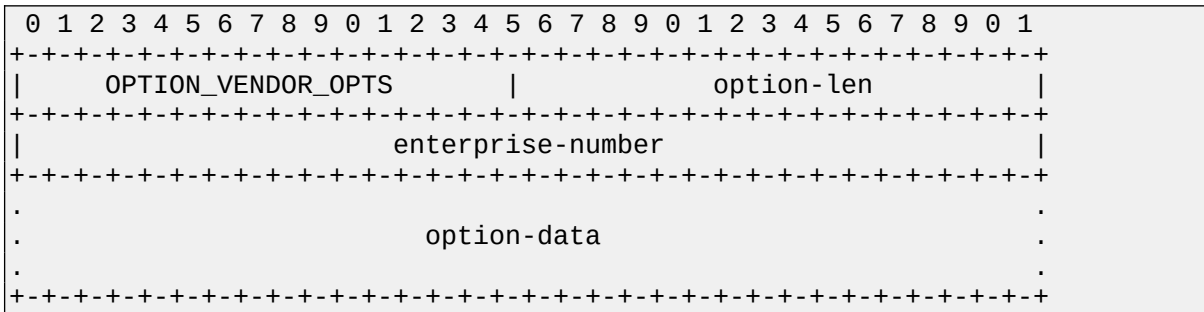 0 1 2 3 4 5 6 7 8 9 0 1 2 3 4 5 6 7 8 9 0 1 2 3 4 5 6 7 8 9 0 1
+-+-+-+-+-+-+-+-+-+-+-+-+-+-+-+-+-+-+-+-+-+-+-+-+-+-+-+-+-+-+-+-+
|      OPTION_VENDOR_OPTS       |            option-len         |
+-+-+-+-+-+-+-+-+-+-+-+-+-+-+-+-+-+-+-+-+-+-+-+-+-+-+-+-+-+-+-+-+
|                        enterprise-number                      |
+-+-+-+-+-+-+-+-+-+-+-+-+-+-+-+-+-+-+-+-+-+-+-+-+-+-+-+-+-+-+-+-+
.                                                               .
.                          option-data                          .
.                                                               .
+-+-+-+-+-+-+-+-+-+-+-+-+-+-+-+-+-+-+-+-+-+-+-+-+-+-+-+-+-+-+-+-+